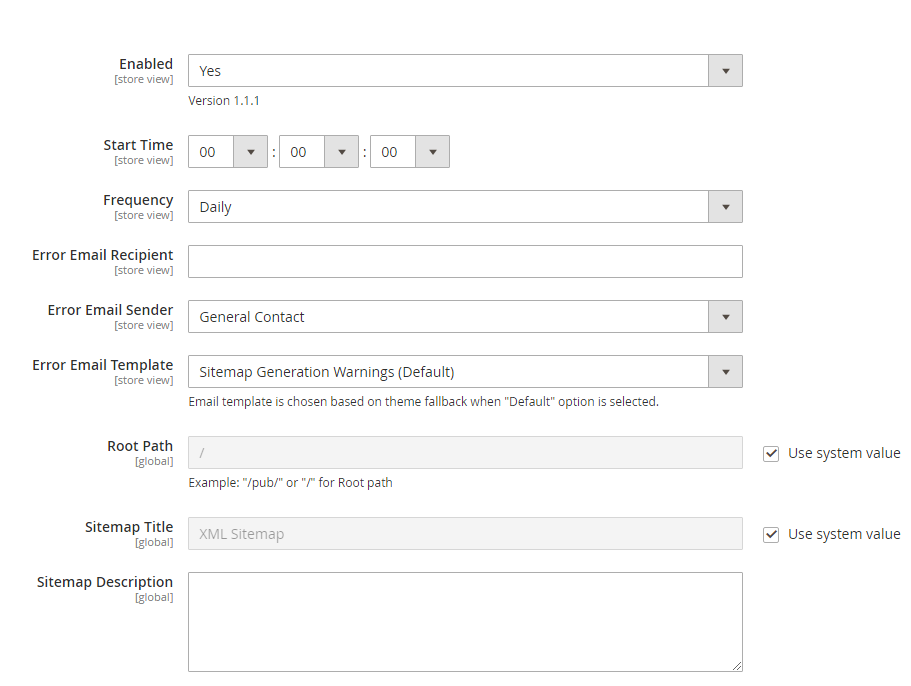 Enabled
[store view]
Yes
Version 1.1.1
Start Time
[store view]
00 : 00 : 00
Frequency
[store view]
Daily
Error Email Recipient
[store view]
Error Email Sender
[store view]
General Contact
Error Email Template
[store view]
Sitemap Generation Warnings (Default)
Email template is chosen based on theme fallback when "Default" option is selected.
Root Path
[global]
/
Use system value
Example: "/pub/" or "/" for Root path
Sitemap Title
[global]
XML Sitemap
Use system value
Sitemap Description
[global]